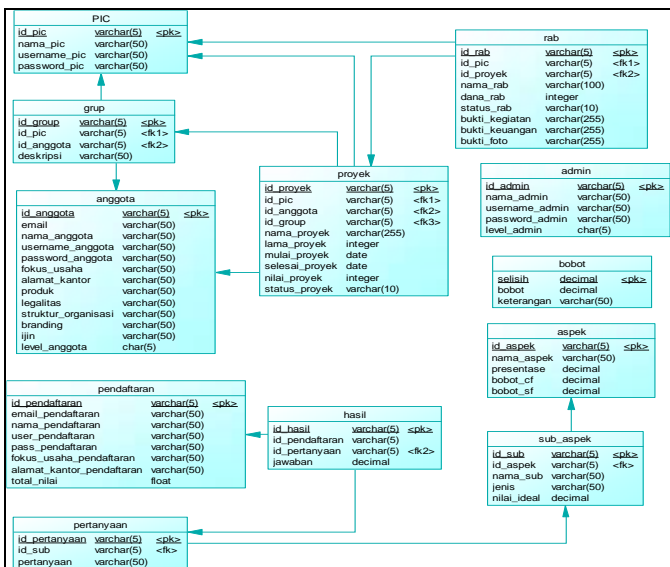 PIC
id_pic varchar(5) <pk>
nama_pic varchar(50)
username_pic varchar(50)
password_pic varchar(50)
grup
id_group varchar(5) <pk>
id_pic varchar(5) <fk1>
id_anggota varchar(5) <fk2>
deskripsi varchar(50)
anggota
id_anggota varchar(5) <pk>
email varchar(50)
nama_anggota varchar(50)
username_anggota varchar(50)
password_anggota varchar(50)
fokus_usaha varchar(50)
alamat_kantor varchar(50)
produk varchar(50)
legalitas varchar(50)
struktur_organisasi varchar(50)
branding varchar(50)
ijin varchar(50)
level_anggota char(5)
proyek
id_proyek varchar(5) <pk>
id_pic varchar(5) <fk1>
id_anggota varchar(5) <fk2>
id_group varchar(5) <fk3>
nama_proyek varchar(255)
lama_proyek integer
mulai_proyek date
selesai_proyek date
nilai_proyek integer
status_proyek varchar(10)
rab
id_rab varchar(5) <pk>
id_pic varchar(5) <fk1>
id_proyek varchar(5) <fk2>
nama_rab varchar(100)
dana_rab integer
status_rab varchar(10)
bukti_kegiatan varchar(255)
bukti_keuangan varchar(255)
bukti_foto varchar(255)
admin
id_admin varchar(5) <pk>
nama_admin varchar(50)
username_admin varchar(50)
password_admin varchar(50)
level_admin char(5)
bobot
selisih decimal <pk>
bobot decimal
keterangan varchar(50)
aspek
id_aspek varchar(5) <pk>
nama_aspek varchar(50)
presentase decimal
bobot_cf decimal
bobot_sf decimal
pendaftaran
id_pendaftaran varchar(5) <pk>
email_pendaftaran varchar(50)
nama_pendaftaran varchar(50)
user_pendaftaran varchar(50)
pass_pendaftaran varchar(50)
fokus_usaha_pendaftaran varchar(50)
alamat_kantor_pendaftaran varchar(50)
total_nilai float
hasil
id_hasil varchar(5) <pk>
id_pendaftaran varchar(5)
id_pertanyaan varchar(5) <fk2>
jawaban decimal
sub_aspek
id_sub varchar(5) <pk>
id_aspek varchar(5) <fk>
nama_sub varchar(50)
jenis varchar(50)
nilai_ideal decimal
pertanyaan
id_pertanyaan varchar(5) <pk>
id_sub varchar(5) <fk>
pertanyaan varchar(50)